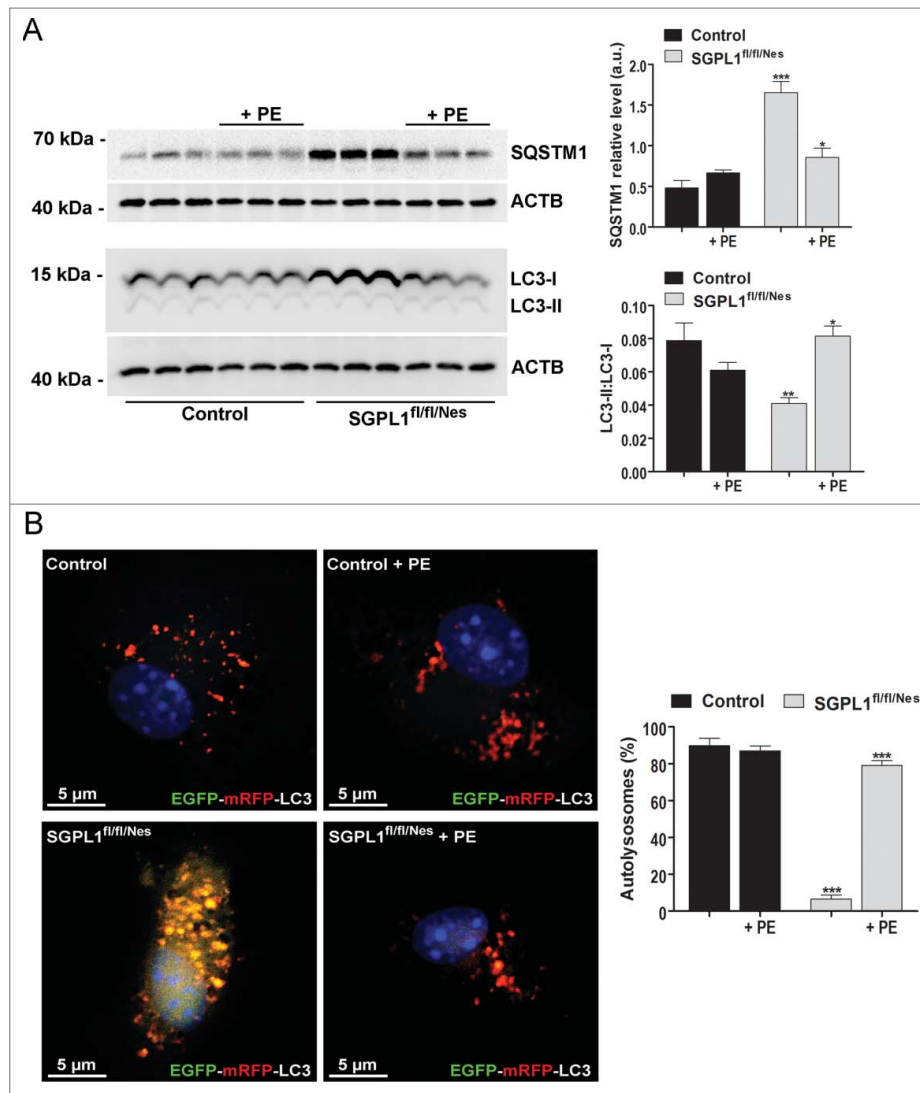 A
+ PE
+ PE
70 kDa -
SQSTM1
40 kDa -
ACTB
15 kDa -
LC3-I
LC3-II
40 kDa -
ACTB
Control
SGPL1fl/fl/Nes
Control
SGPL1fl/fl/Nes
SQSTM1 relative level (a.u.)
2.0
1.5
1.0
0.5
0.0
***
*
+ PE
+ PE
Control
SGPL1fl/fl/Nes
LC3-II:LC3-I
0.10
0.08
0.06
0.04
0.02
0.00
**
*
+ PE
+ PE
B
Control
5 µm
EGFP-mRFP-LC3
Control + PE
5 µm
EGFP-mRFP-LC3
SGPL1fl/fl/Nes
5 µm
EGFP-mRFP-LC3
SGPL1fl/fl/Nes + PE
5 µm
EGFP-mRFP-LC3
Control
SGPL1fl/fl/Nes
Autolysosomes (%)
100
80
60
40
20
0
***
***
+ PE
+ PE